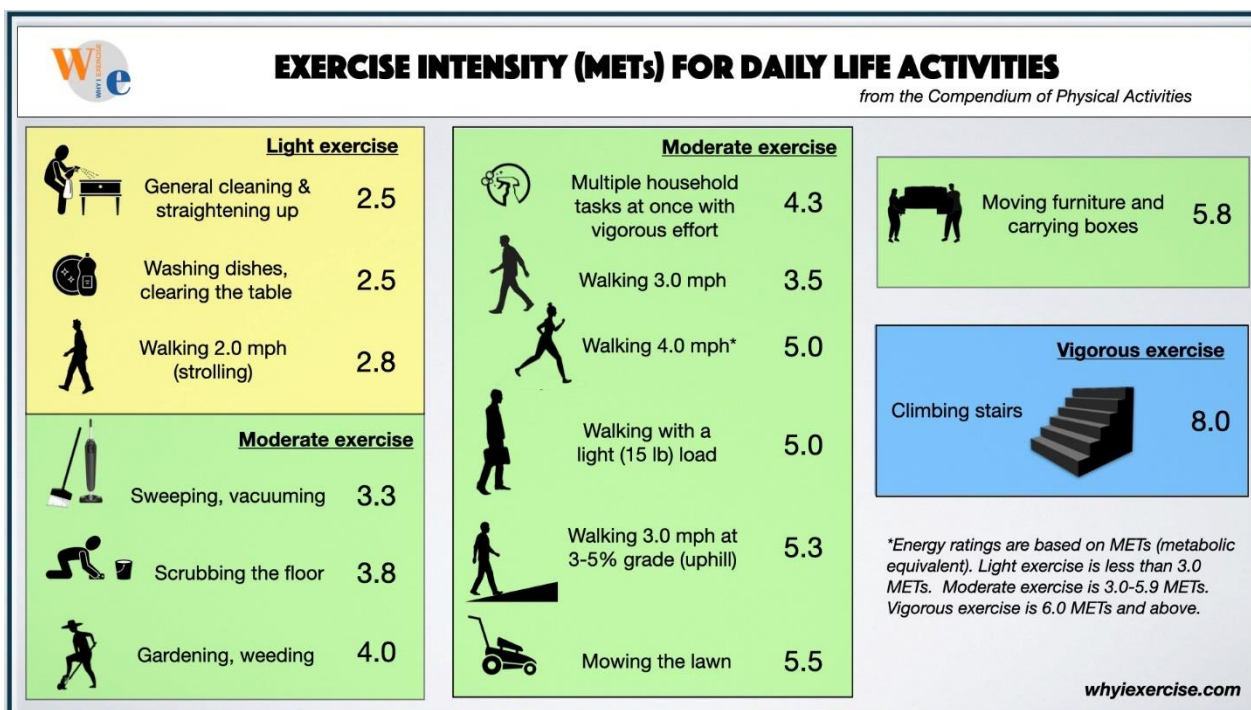 W e
WHY I EXERCISE
EXERCISE INTENSITY (METs) FOR DAILY LIFE ACTIVITIES
from the Compendium of Physical Activities
Light exercise
General cleaning &
straightening up
2.5
Washing dishes,
clearing the table
2.5
Walking 2.0 mph
(strolling)
2.8
Moderate exercise
Sweeping, vacuuming 3.3
Scrubbing the floor 3.8
Gardening, weeding 4.0
Moderate exercise
Multiple household
tasks at once with
vigorous effort
4.3
Walking 3.0 mph 3.5
Walking 4.0 mph* 5.0
Walking with a
light (15 lb) load
5.0
Walking 3.0 mph at
3-5% grade (uphill)
5.3
Mowing the lawn 5.5
Moving furniture and
carrying boxes
5.8
Vigorous exercise
Climbing stairs 8.0
*Energy ratings are based on METs (metabolic
equivalent). Light exercise is less than 3.0
METs. Moderate exercise is 3.0-5.9 METs.
Vigorous exercise is 6.0 METs and above.
whyiexercise.com